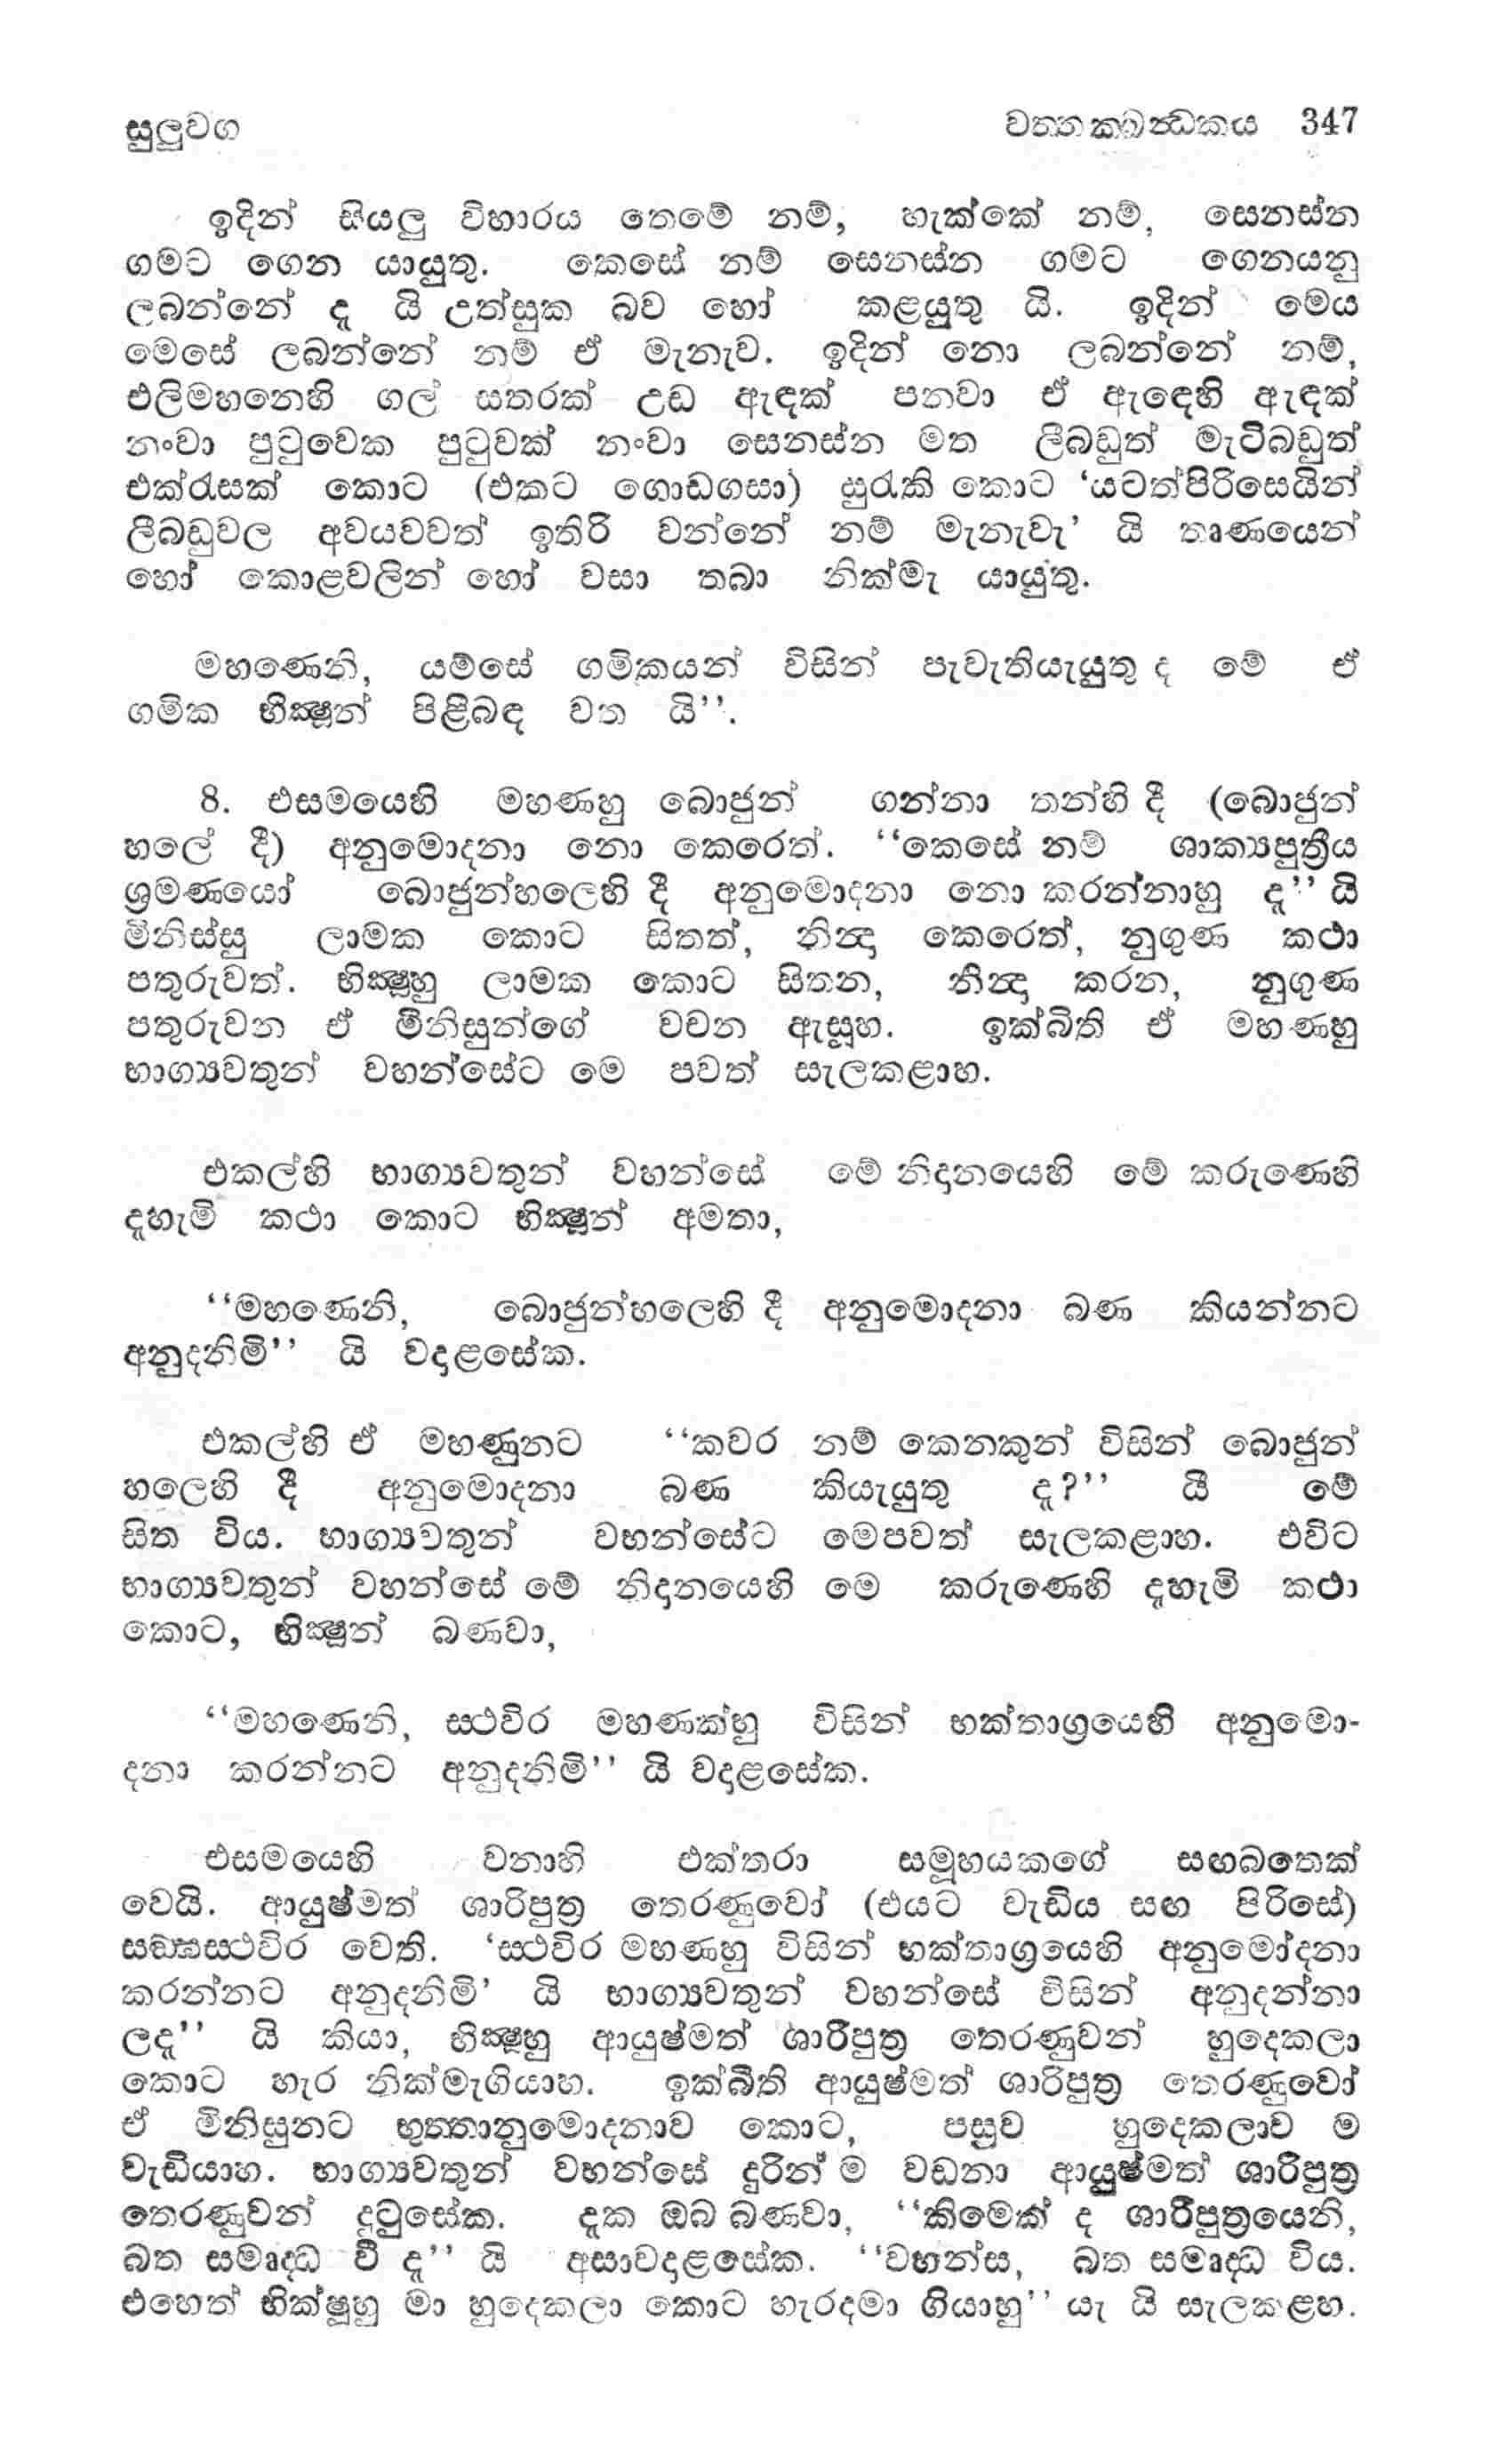 සුලුවග වත්තක්ඛන්ධකය 347
ඉදින් සියලු විහාරය තෙමේ නම්, හැක්කේ නම්, සෙනස්න
ගමට ගෙන යායුතු. කෙසේ නම් සෙනස්න ගමට ගෙනයනු
ලබන්නේ දැ යි උත්සුක බව හෝ කළයුතු යි. ඉදින් මෙය
මෙසේ ලබන්නේ නම් ඒ මැනැව. ඉදින් නො ලබන්නේ නම්,
එලිමහනෙහි ගල් සතරක් උඩ ඇඳක් පනවා ඒ ඇඳෙහි ඇඳක්
නංවා පුටුවෙක පුටුවක් නංවා සෙනස්න මත ලීබඩුත් මැටිබඩුත්
එක්රැසක් කොට (එකට ගොඩගසා) සුරැකි කොට ‘යටත්පිරිසෙයින්
ලීබඩුවල අවයවවත් ඉතිරි වන්නේ නම් මැනැවැ’ යි තෘණයෙන්
හෝ කොළවලින් හෝ වසා තබා නික්මැ යායුතු.
මහණෙනි, යම්සේ ගමිකයන් විසින් පැවැතියැයුතු ද මේ ඒ
ගමික භික්‍ෂූන් පිළිබඳ වත යි’’.
8. එසමයෙහි මහණහු බොජුන් ගන්නා තන්හි දී (බොජුන්
හලේ දී) අනුමොදනා නො කෙරෙත්. ‘‘කෙසේ නම් ශාක්‍යපුත්‍රීය
ශ්‍රමණයෝ බොජුන්හලෙහි දී අනුමොදනා නො කරන්නාහු දැ’’ යි
මිනිස්සු ලාමක කොට සිතත්, නින්‍දා කෙරෙත්, නුගුණ කථා
පතුරුවත්. භික්‍ෂූහු ලාමක කොට සිතන, නින්‍දා කරන, නුගුණ
පතුරුවන ඒ මිනිසුන්ගේ වචන ඇසූහ. ඉක්බිති ඒ මහණහු
භාග්‍යවතුන් වහන්සේට මෙ පවත් සැලකළාහ.
එකල්හි භාග්‍යවතුන් වහන්සේ මේ නිදානයෙහි මේ කරුණෙහි
දැහැමි කථා කොට භික්‍ෂූන් අමතා,
‘‘මහණෙනි, බොජුන්හලෙහි දී අනුමොදනා බණ කියන්නට
අනුදනිමි’’ යි වදාළසේක.
එකල්හි ඒ මහණුනට ‘‘කවර නම් කෙනකුන් විසින් බොජුන්
හලෙහි දී අනුමොදනා බණ කියැයුතු දැ?’’ යි මේ
සිත විය. භාග්‍යවතුන් වහන්සේට මෙපවත් සැලකළාහ. එවිට
භාග්‍යවතුන් වහන්සේ මේ නිදානයෙහි මෙ කරුණෙහි දැහැමි කථා
කොට, භික්‍ෂූන් බණවා,
‘‘මහණෙනි, ස්‍ථවිර මහණක්හු විසින් භක්තාග්‍රයෙහි අනුමො-
දනා කරන්නට අනුදනිමි’’ යි වදාළසේක.
එසමයෙහි වනාහි එක්තරා සමූහයකගේ සඟබතෙක්
වෙයි. ආයුෂ්මත් ශාරිපුත්‍ර තෙරණුවෝ (එයට වැඩිය සඟ පිරිසේ)
සඞ්ඝස්ථවිර වෙති. ‘ස්‍ථවිර මහණහු විසින් භක්තාග්‍රයෙහි අනුමෝදනා
කරන්නට අනුදනිමි’ යි භාග්‍යවතුන් වහන්සේ විසින් අනුදන්නා
ලදැ’’ යි කියා, භික්‍ෂූහු ආයුෂ්මත් ශාරිපුත්‍ර තෙරණුවන් හුදෙකලා
කොට හැර නික්මැගියාහ. ඉක්බිති ආයුෂ්මත් ශාරිපුත්‍ර තෙරණුවෝ
ඒ මිනිසුනට භුත්තානුමොදනාව කොට, පසුව හුදෙකලාව ම
වැඩියාහ. භාග්‍යවතුන් වහන්සේ දුරින් ම වඩනා ආයුෂ්මත් ශාරිපුත්‍ර
තෙරණුවන් දුටුසේක. දැක ඔබ බණවා, ‘‘කිමෙක් ද ශාරිපුත්‍රයෙනි,
බත සමෘද්ධ වී දැ’’ යි අසාවදාළසේක. ‘‘වහන්ස, බත සමෘද්ධ විය.
එහෙත් භික්ෂූහු මා හුදෙකලා කොට හැරදමා ගියාහු’’ යැ යි සැලකළහ.